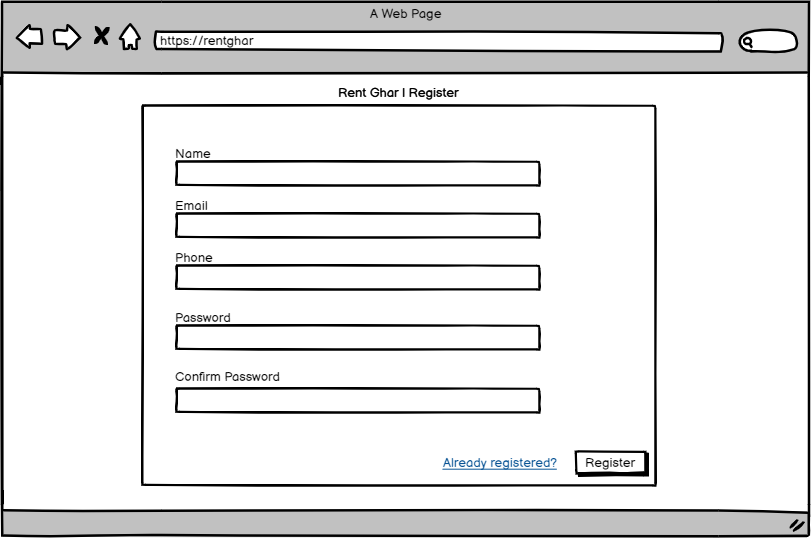 A Web Page
https://rentghar
Rent Ghar | Register
Name
Email
Phone
Password
Confirm Password
Already registered?
Register